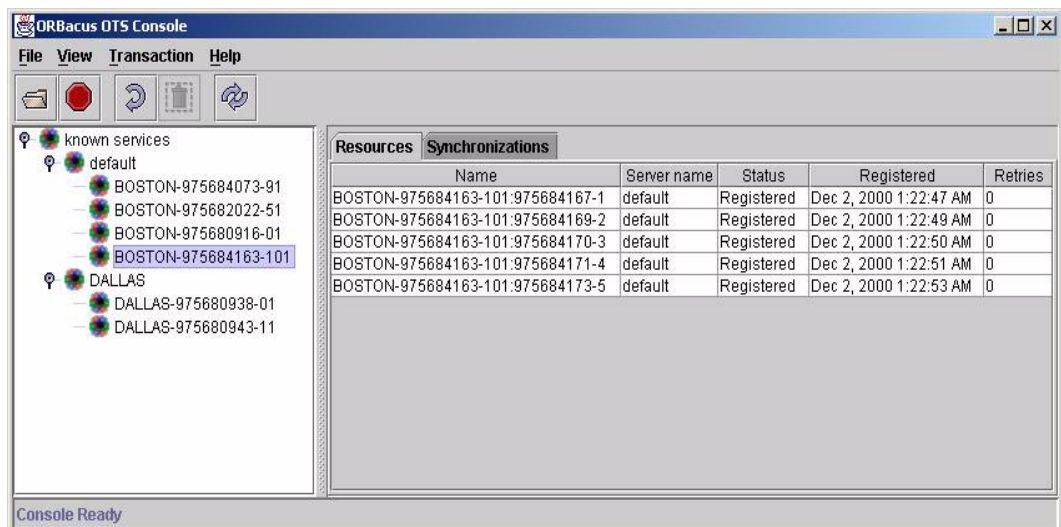 ORBacus OTS Console
File View Transaction Help
known services
default
BOSTON-975684073-91
BOSTON-975682022-51
BOSTON-975680916-01
BOSTON-975684163-101
DALLAS
DALLAS-975680938-01
DALLAS-975680943-11
Resources Synchronizations
Name Server name Status Registered Retries
BOSTON-975684163-101:975684167-1 default Registered Dec 2, 2000 1:22:47 AM 0
BOSTON-975684163-101:975684169-2 default Registered Dec 2, 2000 1:22:49 AM 0
BOSTON-975684163-101:975684170-3 default Registered Dec 2, 2000 1:22:50 AM 0
BOSTON-975684163-101:975684171-4 default Registered Dec 2, 2000 1:22:51 AM 0
BOSTON-975684163-101:975684173-5 default Registered Dec 2, 2000 1:22:53 AM 0
Console Ready